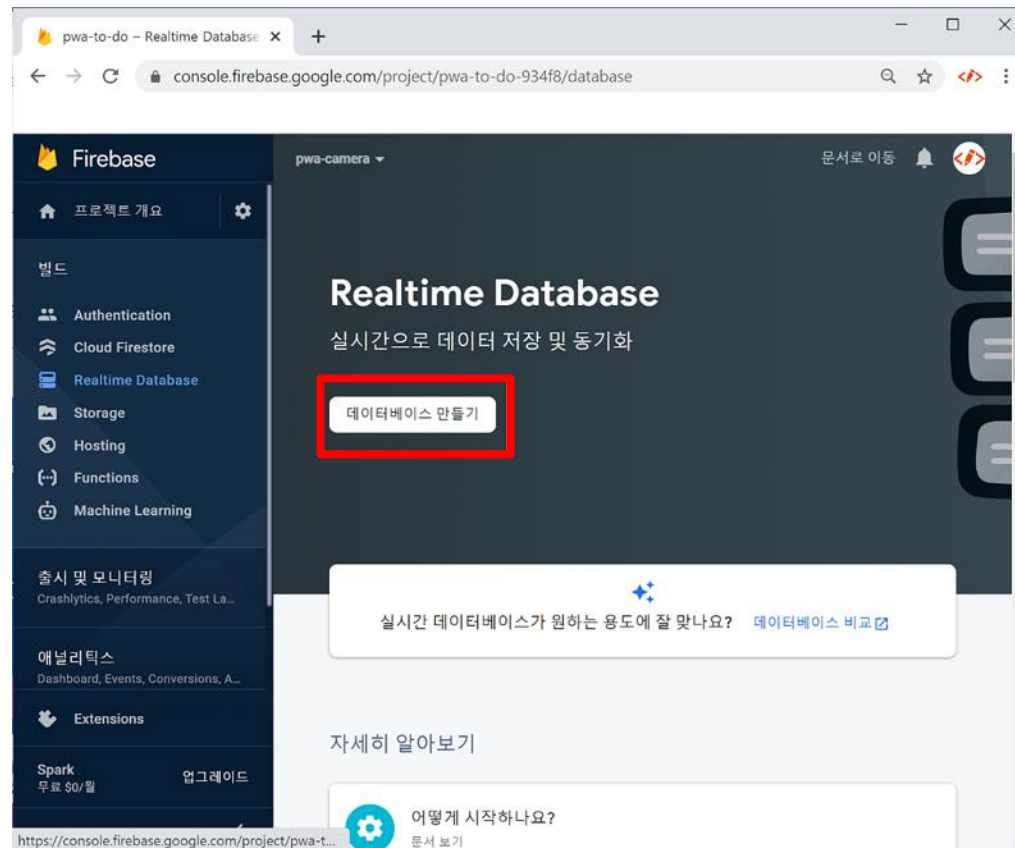 pwa-to-do – Realtime Database
console.firebase.google.com/project/pwa-to-do-934f8/database
Firebase
pwa-camera
문서로 이동
프로젝트 개요
빌드
Authentication
Cloud Firestore
Realtime Database
Storage
Hosting
Functions
Machine Learning
출시 및 모니터링
Crashlytics, Performance, Test La...
애널리틱스
Dashboard, Events, Conversions, A...
Extensions
Spark
무료 $0/월
업그레이드
https://console.firebase.google.com/project/pwa-t...
Realtime Database
실시간으로 데이터 저장 및 동기화
데이터베이스 만들기
실시간 데이터베이스가 원하는 용도에 잘 맞나요? 데이터베이스 비교
자세히 알아보기
어떻게 시작하나요?
문서 보기